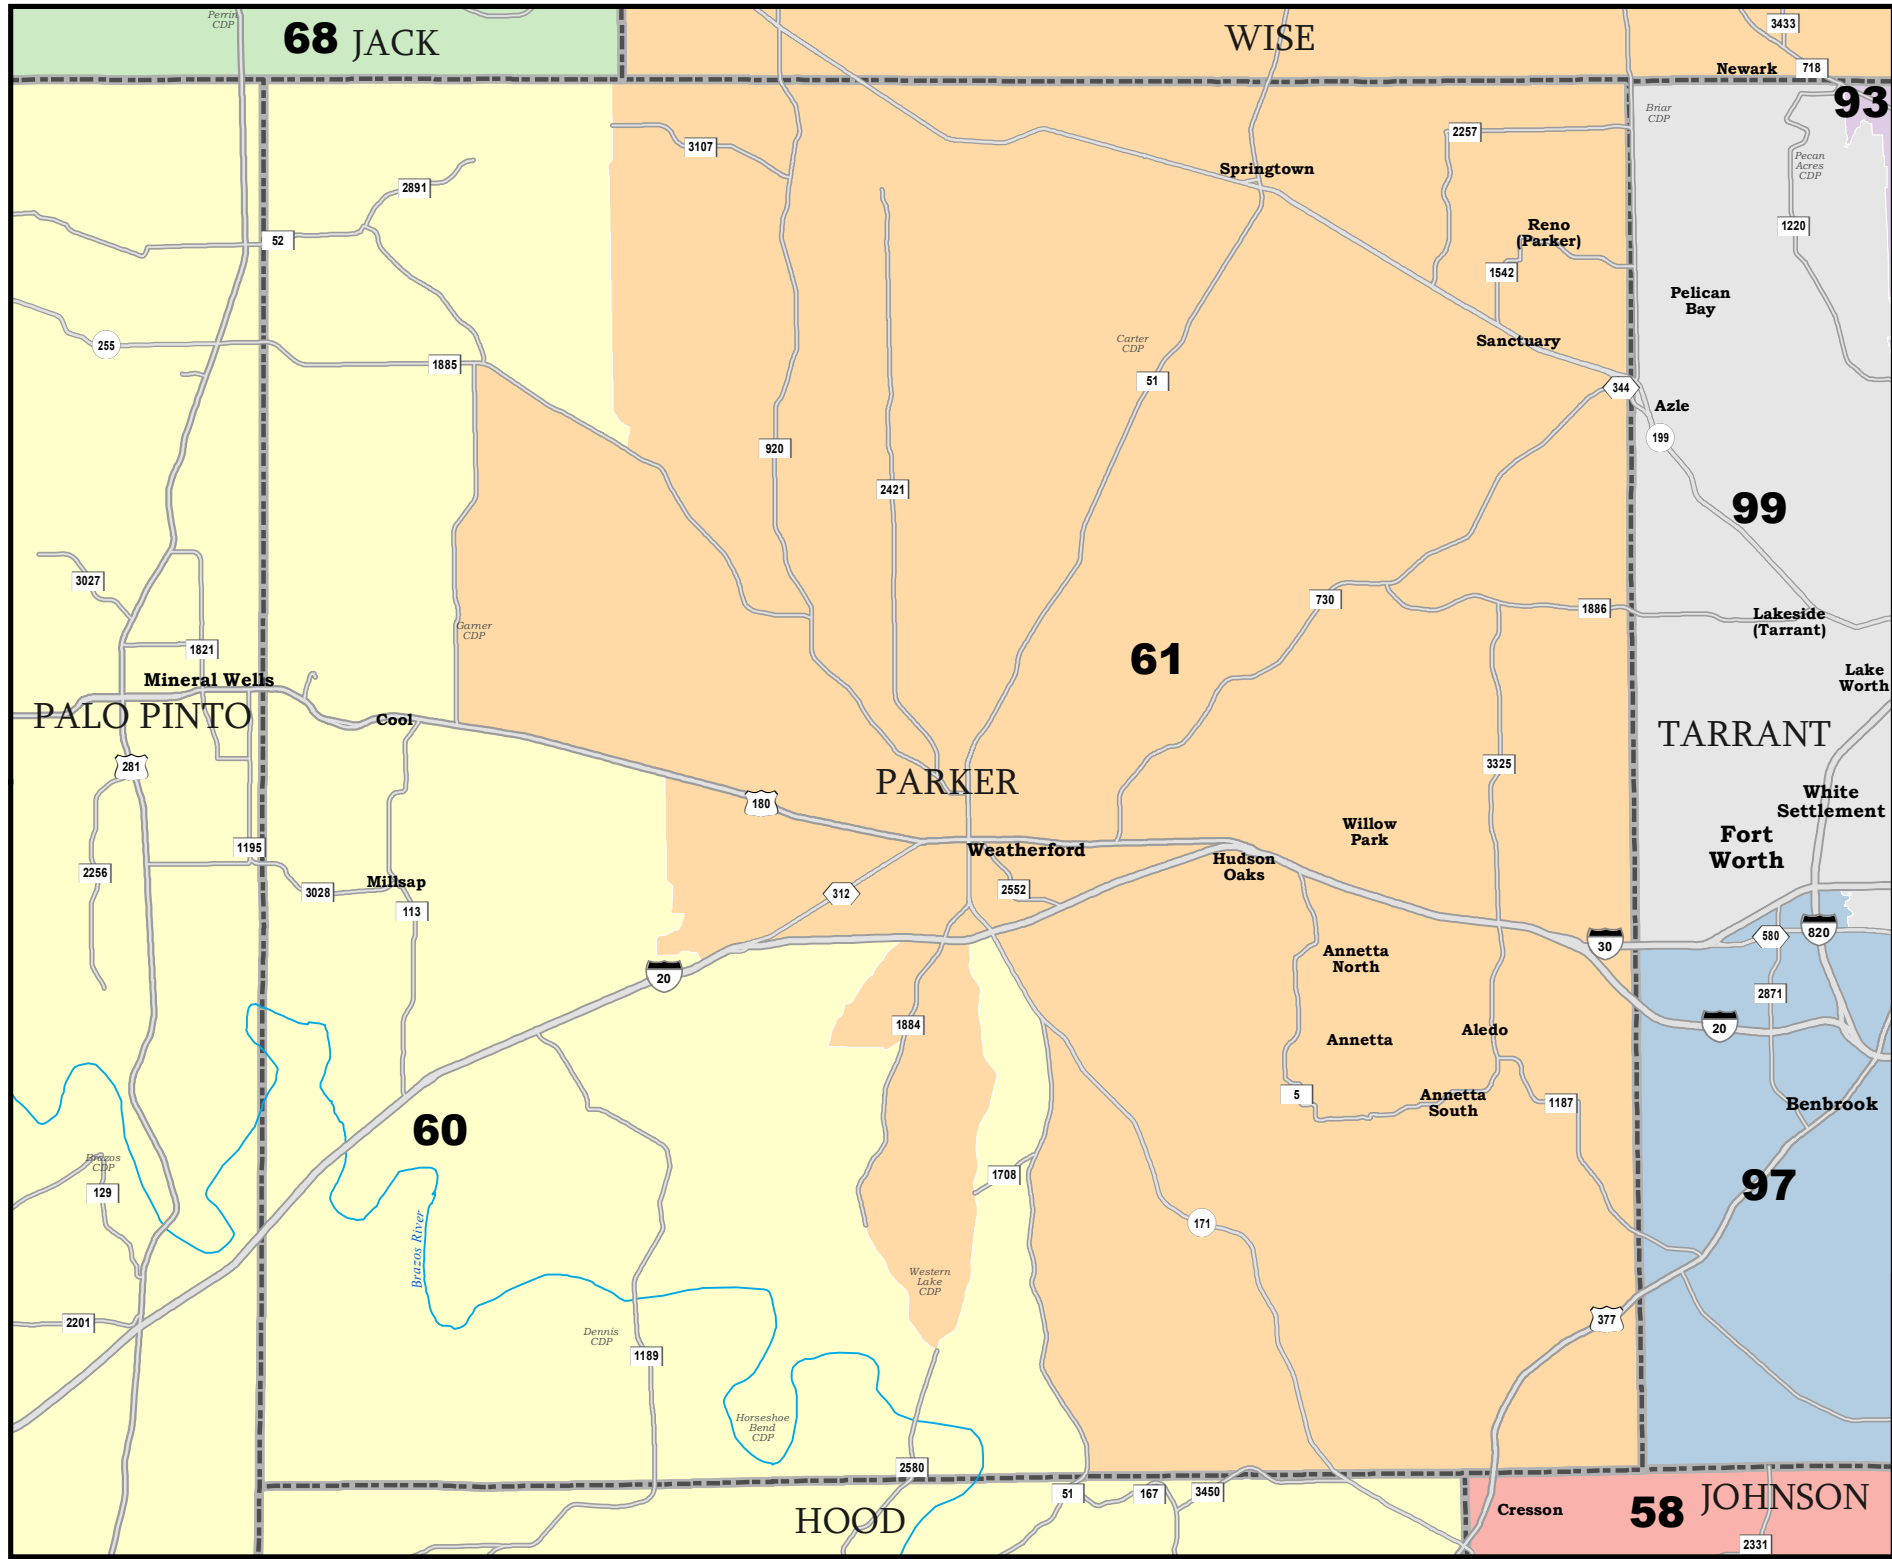 Perrin
CDP
68
JACK
WISE
3433
Newark
718
93
Briar
CDP
3107
2257
Pecan
Acres
CDP
Springtown
2891
52
Reno
(Parker)
1220
1542
Pelican
Bay
255
Carter
CDP
Sanctuary
1885
51
344
Azle
920
199
2421
99
3027
730
1886
Lakeside
(Tarrant)
Garner
CDP
1821
61
Lake
Worth
Mineral Wells
PALO PINTO
Cool
TARRANT
281
3325
PARKER
180
White
Settlement
Willow
Park
Fort
Worth
1195
Weatherford
Hudson
Oaks
2256
Millsap
3028
312
2552
113
820
580
30
Annetta
North
20
2871
1884
20
Annetta
Aledo
5
Annetta
South
1187
Benbrook
60
Brazos
CDP
129
1708
97
Brazos River
171
Western
Lake
CDP
2201
377
Dennis
CDP
1189
Horseshoe
Bend
CDP
2580
51
167
3450
HOOD
Cresson
58
JOHNSON
2331